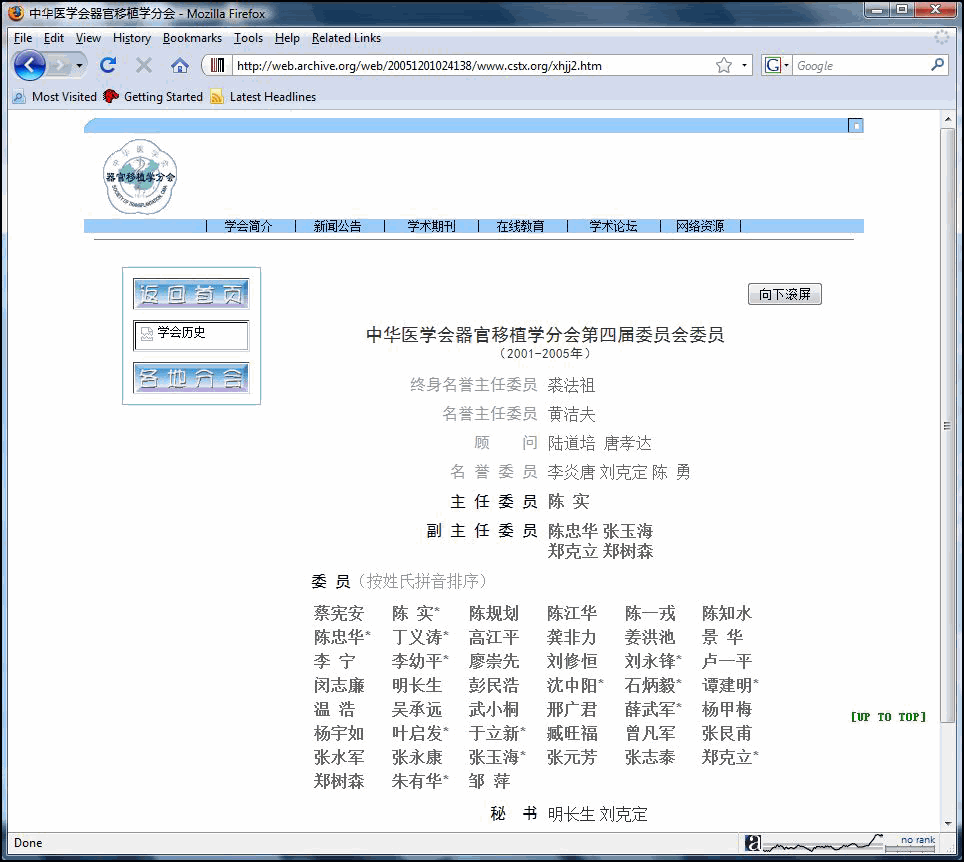 中华医学会器官移植学分会 - Mozilla Firefox
File Edit View History Bookmarks Tools Help Related Links
http://web.archive.org/web/20051201024138/www.cstx.org/xhjj2.htm
G Google
Most Visited Getting Started Latest Headlines
中华医学会
器官移植学分会
SOCIETY OF TRANSPLANTATION, CMA
学会简介 | 新闻公告 | 学术期刊 | 在线教育 | 学术论坛 | 网络资源 |
返回首页
向下滚屏
学会历史
各地分会
中华医学会器官移植学分会第四届委员会委员
（2001-2005年）
终身名誉主任委员 裘法祖
名誉主任委员 黄洁夫
顾 问 陆道培 唐孝达
名 誉 委 员 李炎唐 刘克定 陈 勇
主 任 委 员 陈 实
副 主 任 委 员 陈忠华 张玉海
郑克立 郑树森
委 员（按姓氏拼音排序）
蔡宪安 陈 实* 陈规划 陈江华 陈一戎 陈知水
陈忠华* 丁义涛* 高江平 龚非力 姜洪池 景 华
李 宁 李幼平* 廖崇先 刘修恒 刘永锋* 卢一平
闵志廉 明长生 彭民浩 沈中阳* 石炳毅* 谭建明*
温 浩 吴承远 武小桐 邢广君 薛武军* 杨甲梅
杨宇如 叶启发* 于立新* 臧旺福 曾凡军 张艮甫
张水军 张永康 张玉海* 张元芳 张志泰 郑克立*
郑树森 朱有华* 邹 萍
[UP TO TOP]
秘 书 明长生 刘克定
Done
a no rank